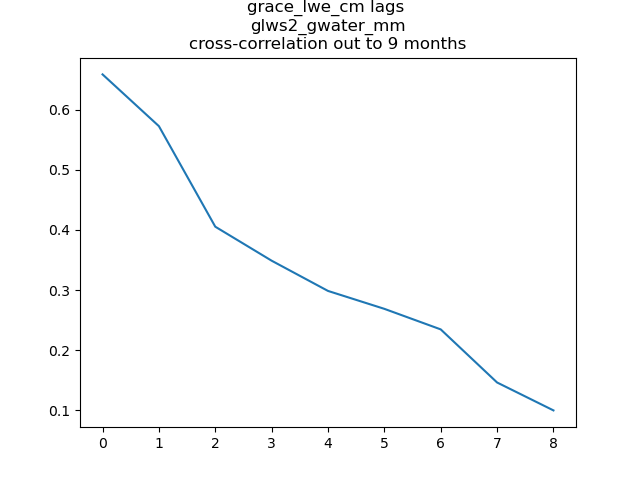 grace_lwe_cm lags
glws2_gwater_mm
cross-correlation out to 9 months
0.6
0.5
0.4
0.3
0.2
0.1
0 1 2 3 4 5 6 7 8